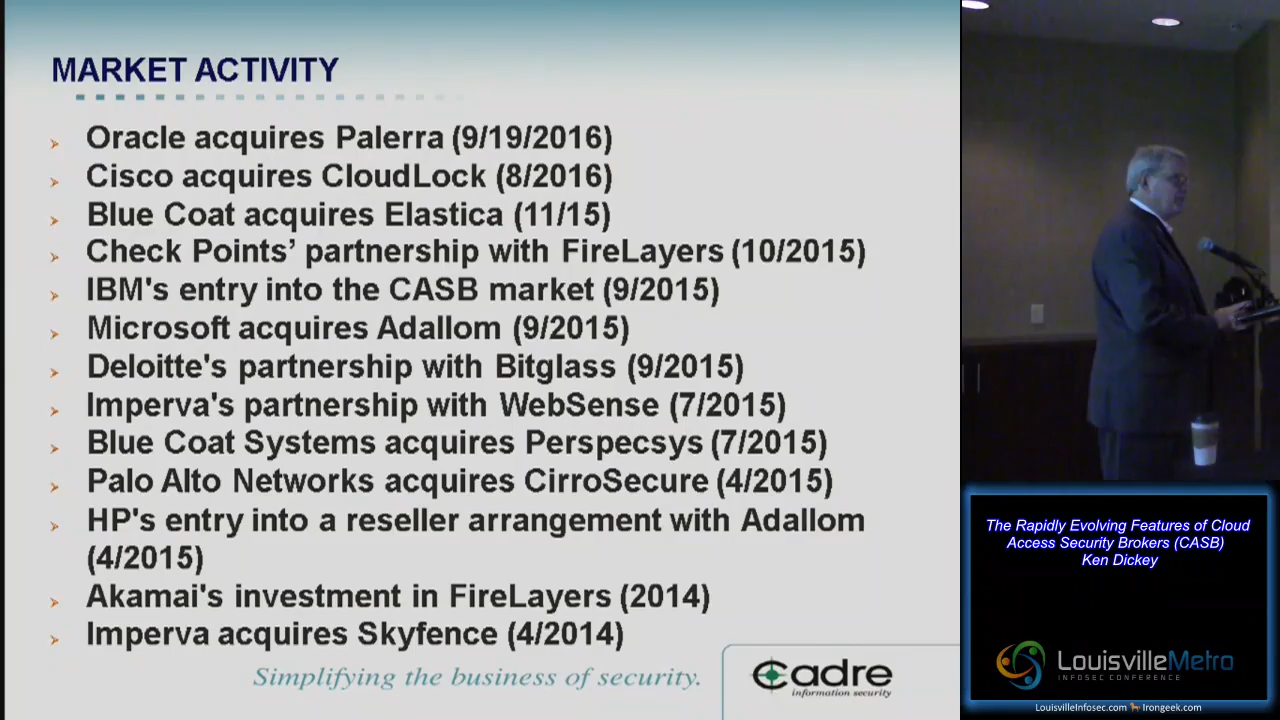 MARKET ACTIVITY
Oracle acquires Palerra (9/19/2016)
Cisco acquires CloudLock (8/2016)
Blue Coat acquires Elastica (11/15)
Check Points’ partnership with FireLayers (10/2015)
IBM's entry into the CASB market (9/2015)
Microsoft acquires Adallom (9/2015)
Deloitte's partnership with Bitglass (9/2015)
Imperva's partnership with WebSense (7/2015)
Blue Coat Systems acquires Perspecsys (7/2015)
Palo Alto Networks acquires CirroSecure (4/2015)
HP's entry into a reseller arrangement with Adallom
(4/2015)
Akamai's investment in FireLayers (2014)
Imperva acquires Skyfence (4/2014)
Simplifying the business of security.
Cadre
information security
The Rapidly Evolving Features of Cloud
Access Security Brokers (CASB)
Ken Dickey
LouisvilleMetro
INFOSEC CONFERENCE
LouisvilleInfosec.com Irongeek.com